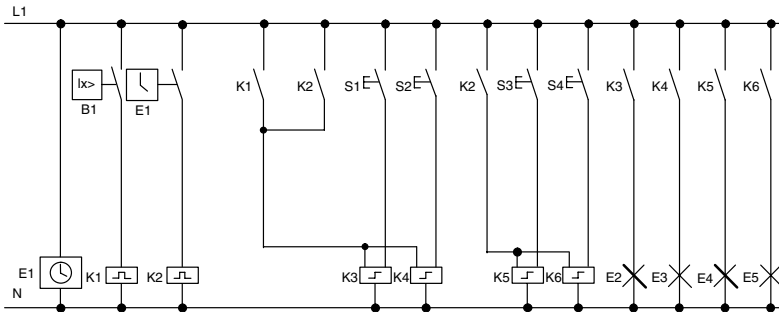 L1
Ix> E1 K1 K2 S1 S2 K2 S3 S4 K3 K4 K5 K6
B1
E1 K1 K2 K3 K4 K5 K6 E2 E3 E4 E5
N